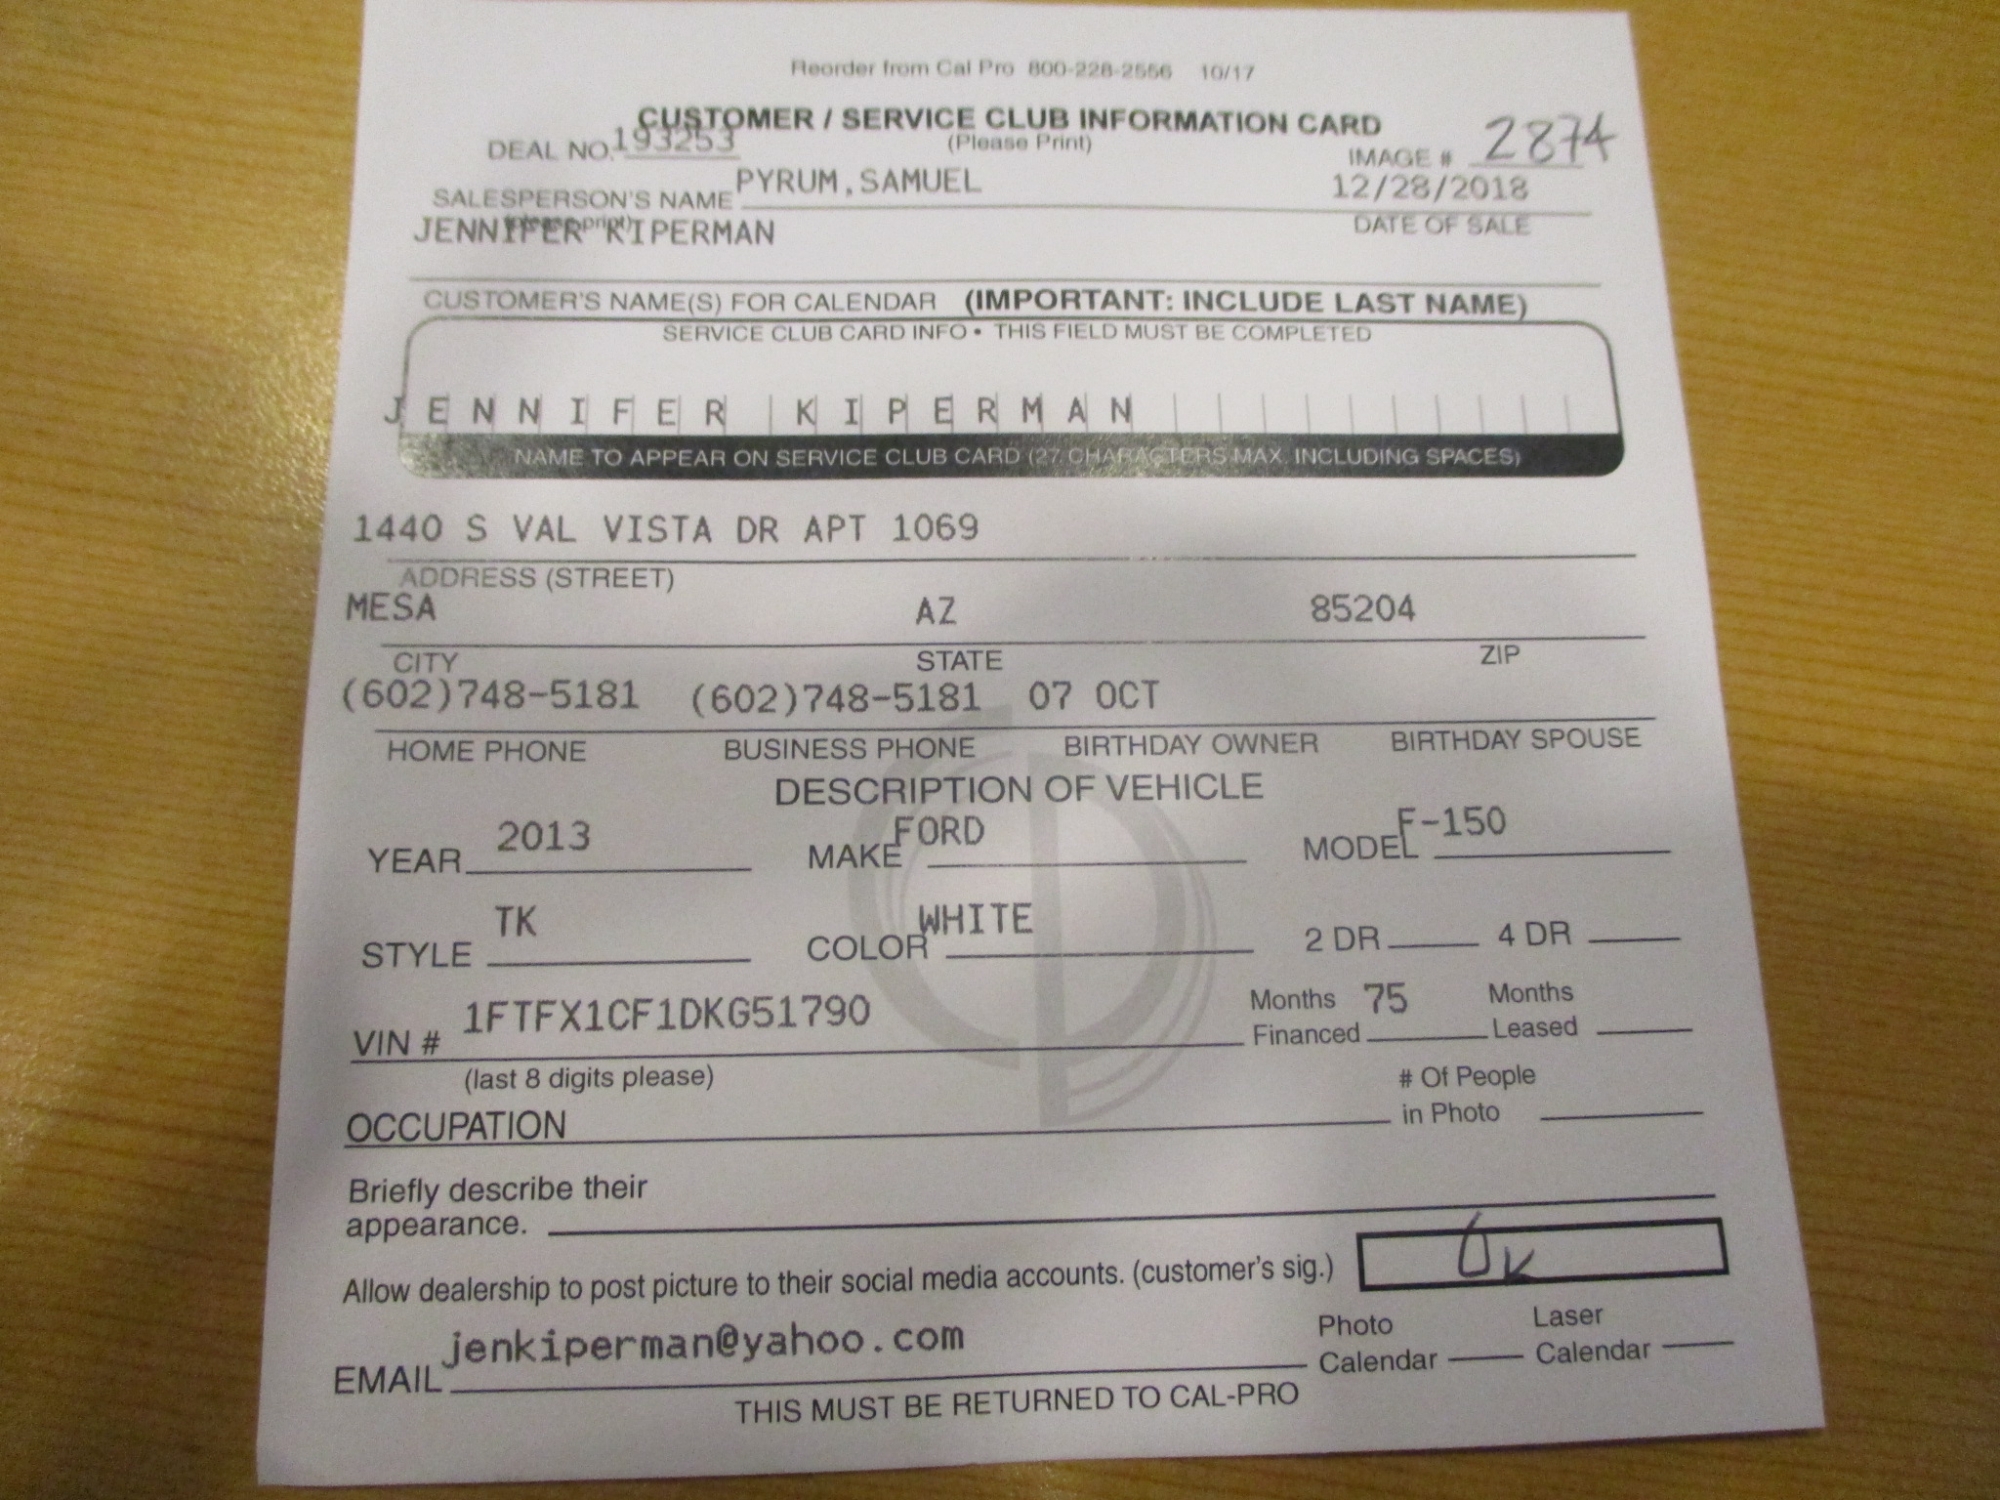 Reorder from Cal Pro 800-228-2556 10/17
CUSTOMER / SERVICE CLUB INFORMATION CARD
DEAL NO. 193253 (Please Print) IMAGE # 2874
SALESPERSON'S NAME PYRUM, SAMUEL 12/28/2018
(please print) DATE OF SALE
JENNIFER KIPERMAN
CUSTOMER'S NAME(S) FOR CALENDAR (IMPORTANT: INCLUDE LAST NAME)
SERVICE CLUB CARD INFO • THIS FIELD MUST BE COMPLETED
JENNIFER KIPERMAN
NAME TO APPEAR ON SERVICE CLUB CARD (27 CHARACTERS MAX. INCLUDING SPACES)
1440 S VAL VISTA DR APT 1069
ADDRESS (STREET)
MESA AZ 85204
CITY STATE ZIP
(602)748-5181 (602)748-5181 07 OCT
HOME PHONE BUSINESS PHONE BIRTHDAY OWNER BIRTHDAY SPOUSE
DESCRIPTION OF VEHICLE
YEAR 2013 MAKE FORD MODEL F-150
STYLE TK COLOR WHITE 2 DR 4 DR
VIN # 1FTFX1CF1DKG51790 Months Financed 75 Months Leased
(last 8 digits please)
OCCUPATION # Of People in Photo
Briefly describe their
appearance.
Allow dealership to post picture to their social media accounts. (customer's sig.) Ok
EMAIL jenkiperman@yahoo.com Photo Calendar Laser Calendar
THIS MUST BE RETURNED TO CAL-PRO